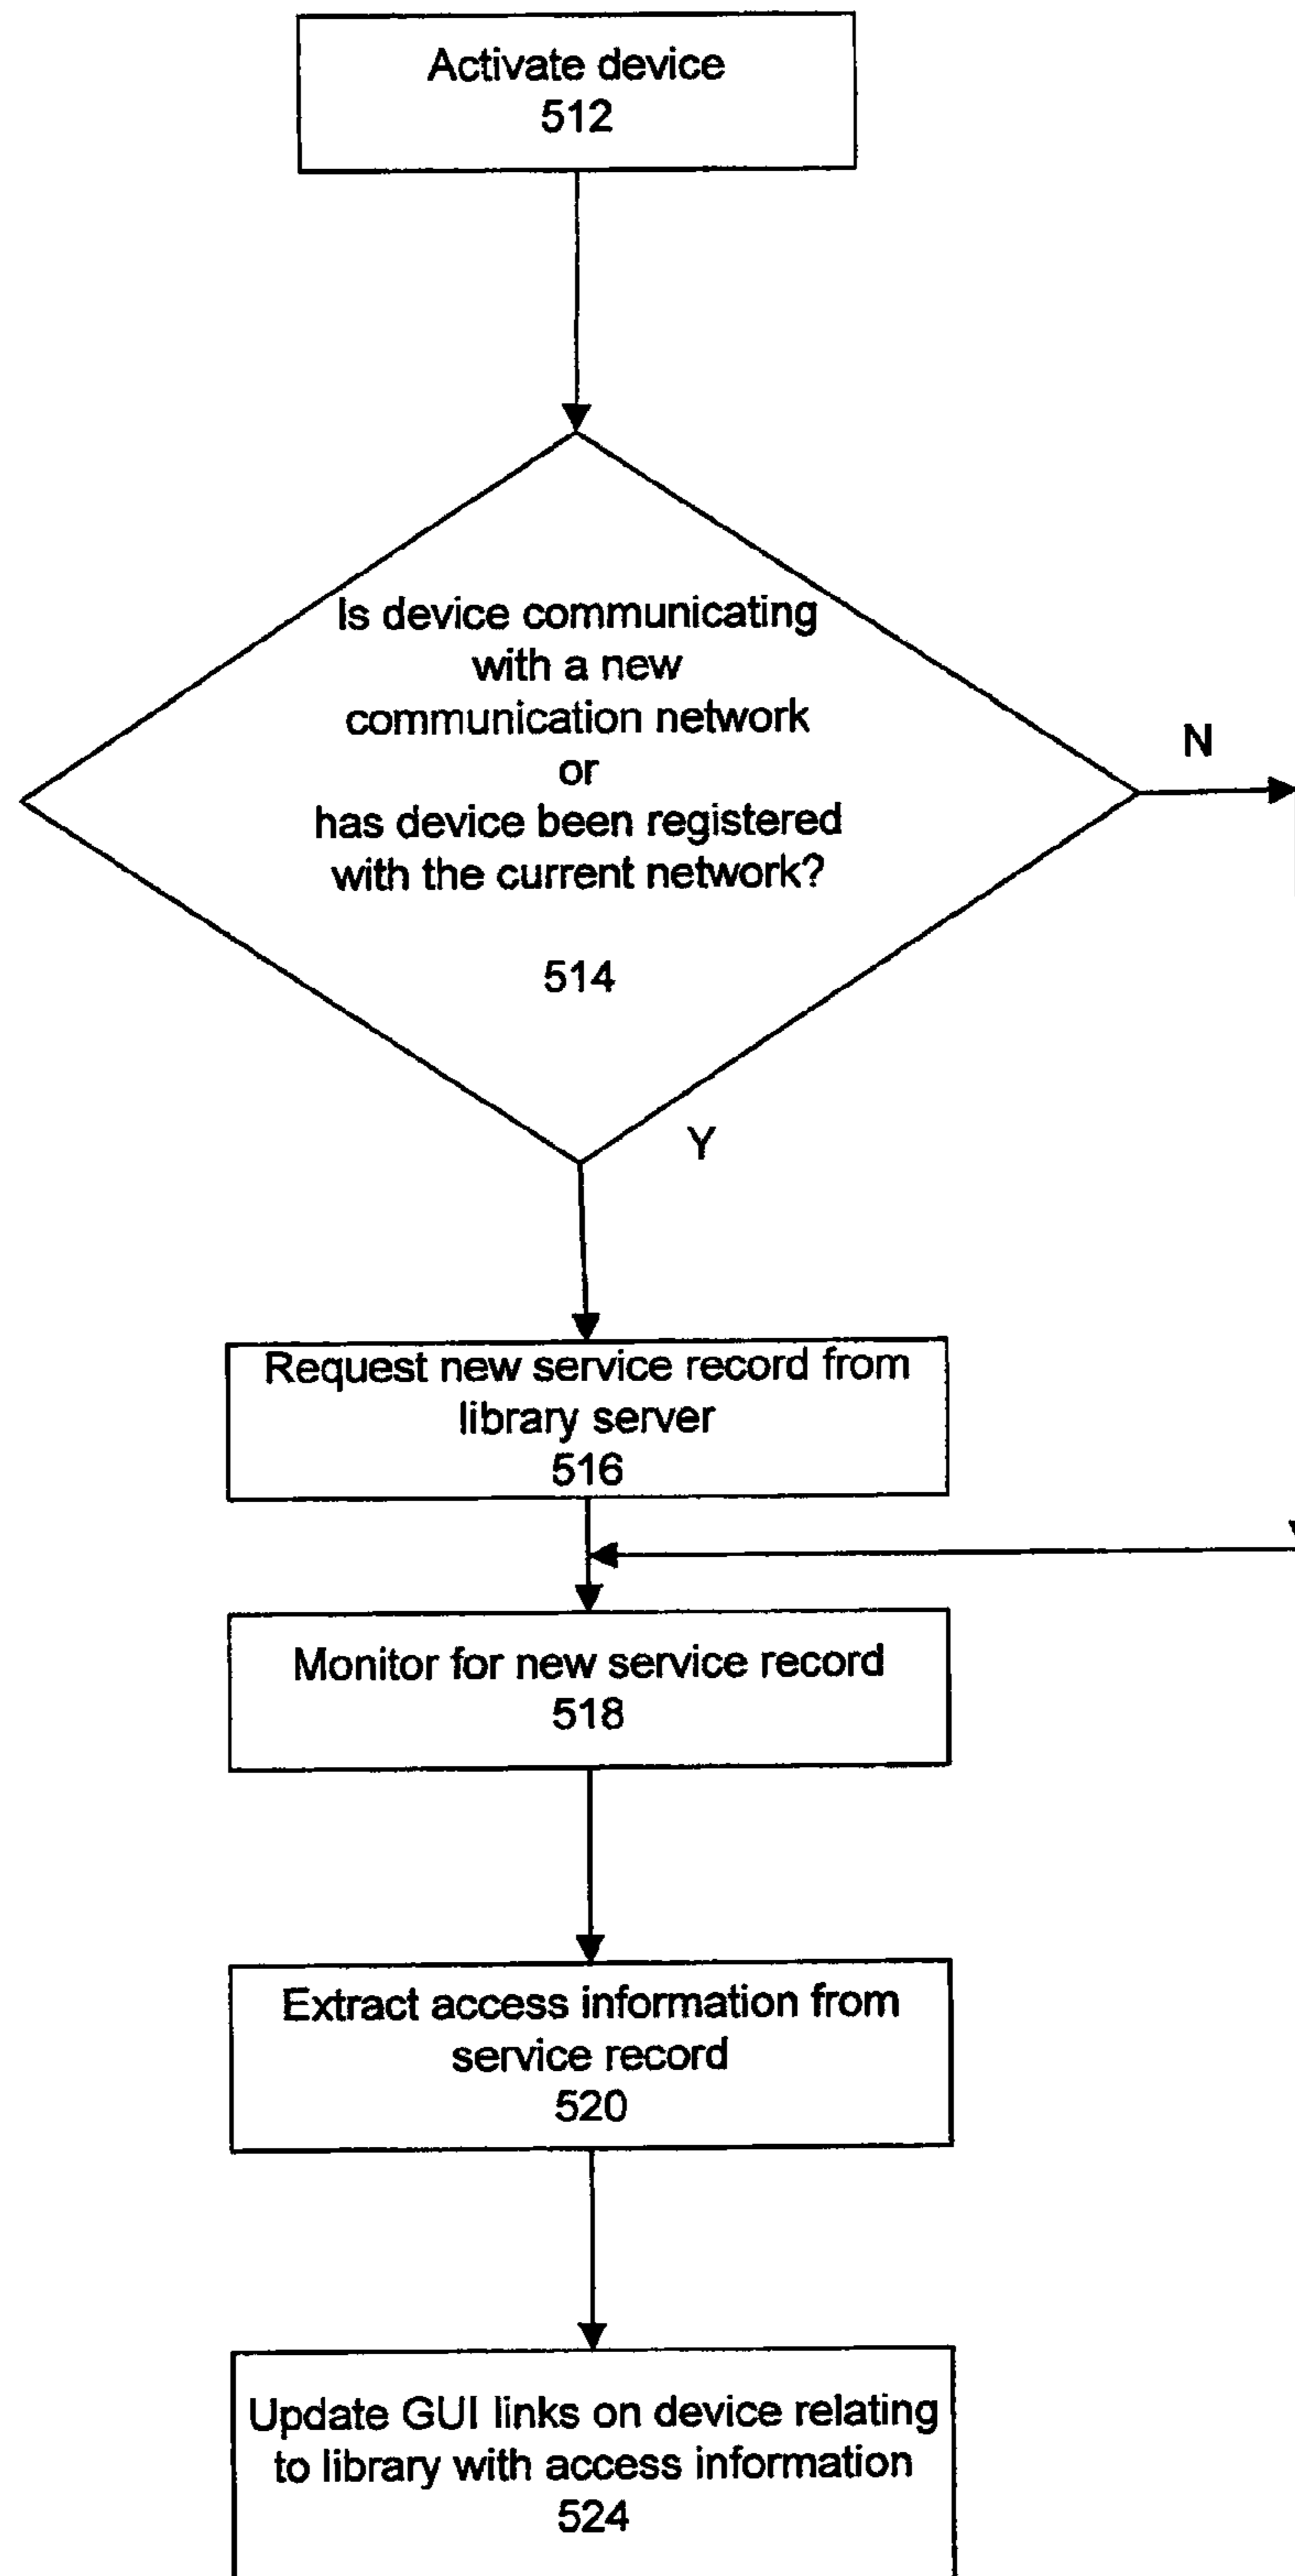 Activate device
512
Is device communicating
with a new
communication network
or
has device been registered
with the current network?
514
N
Y
Request new service record from
library server
516
Monitor for new service record
518
Extract access information from
service record
520
Update GUI links on device relating
to library with access information
524